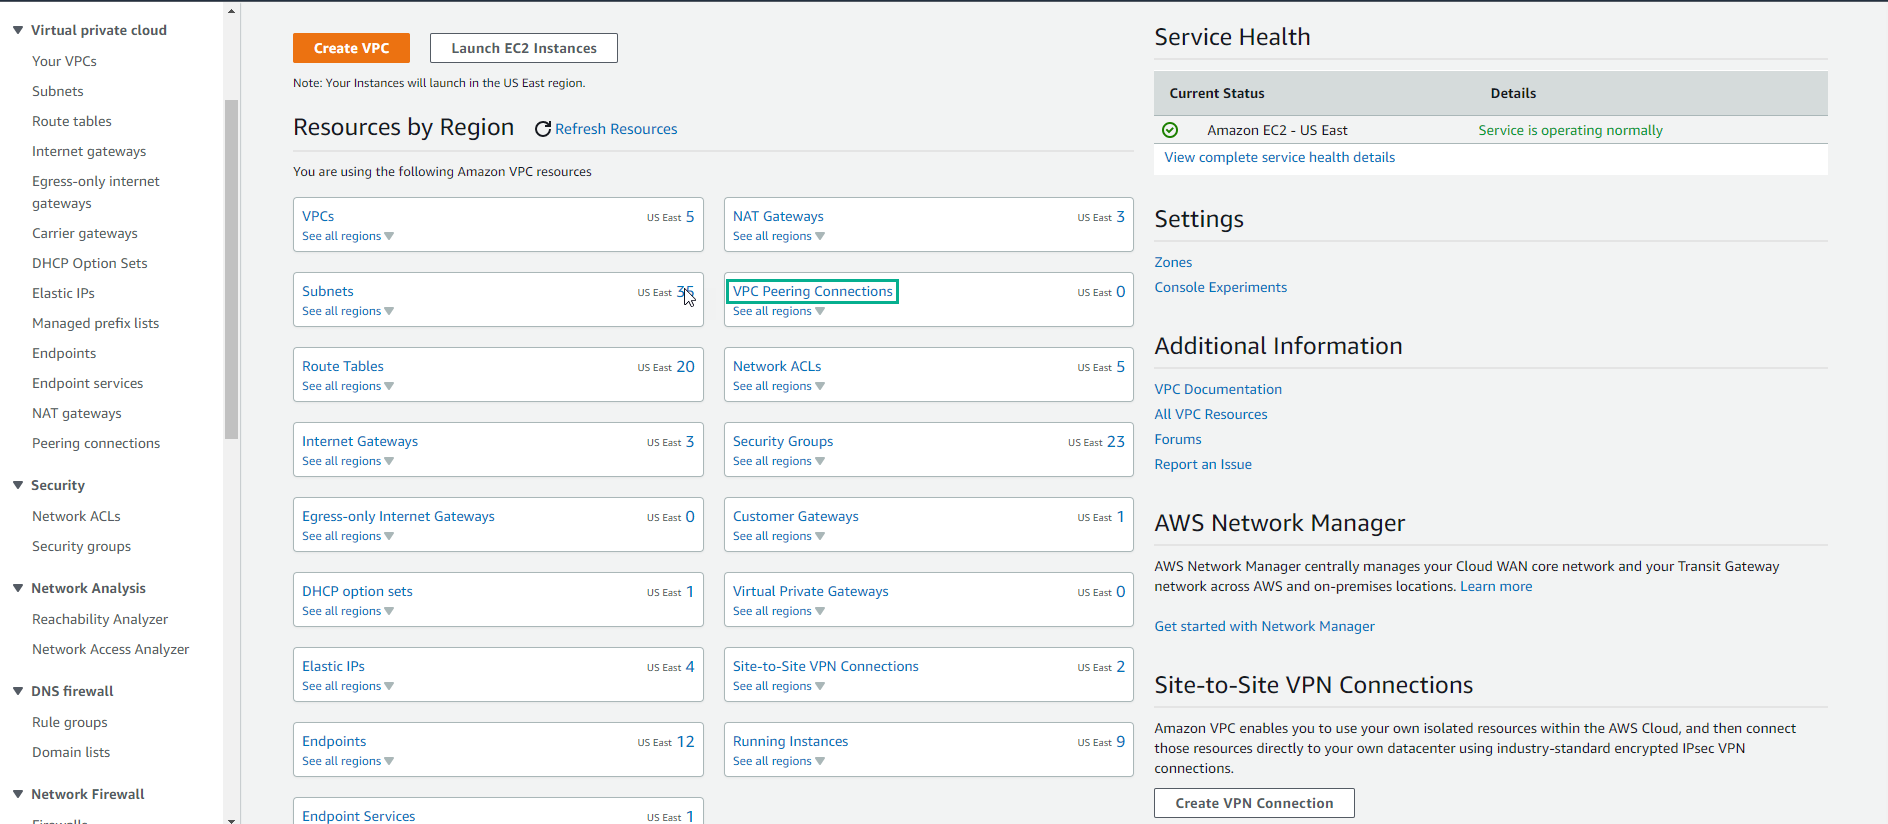 Virtual private cloud
Your VPCs
Subnets
Route tables
Internet gateways
Egress-only internet
gateways
Carrier gateways
DHCP Option Sets
Elastic IPs
Managed prefix lists
Endpoints
Endpoint services
NAT gateways
Peering connections
Security
Network ACLs
Security groups
Network Analysis
Reachability Analyzer
Network Access Analyzer
DNS firewall
Rule groups
Domain lists
Network Firewall
Firewalls
Create VPC
Launch EC2 Instances
Note: Your Instances will launch in the US East region.
Resources by Region
Refresh Resources
You are using the following Amazon VPC resources
VPCs US East 5
See all regions
NAT Gateways US East 3
See all regions
Subnets US East 35
See all regions
VPC Peering Connections US East 0
See all regions
Route Tables US East 20
See all regions
Network ACLs US East 5
See all regions
Internet Gateways US East 3
See all regions
Security Groups US East 23
See all regions
Egress-only Internet Gateways US East 0
See all regions
Customer Gateways US East 1
See all regions
DHCP option sets US East 1
See all regions
Virtual Private Gateways US East 0
See all regions
Elastic IPs US East 4
See all regions
Site-to-Site VPN Connections US East 2
See all regions
Endpoints US East 12
See all regions
Running Instances US East 9
See all regions
Endpoint Services US East 1
Service Health
Current Status Details
Amazon EC2 - US East Service is operating normally
View complete service health details
Settings
Zones
Console Experiments
Additional Information
VPC Documentation
All VPC Resources
Forums
Report an Issue
AWS Network Manager
AWS Network Manager centrally manages your Cloud WAN core network and your Transit Gateway
network across AWS and on-premises locations. Learn more
Get started with Network Manager
Site-to-Site VPN Connections
Amazon VPC enables you to use your own isolated resources within the AWS Cloud, and then connect
those resources directly to your own datacenter using industry-standard encrypted IPsec VPN
connections.
Create VPN Connection